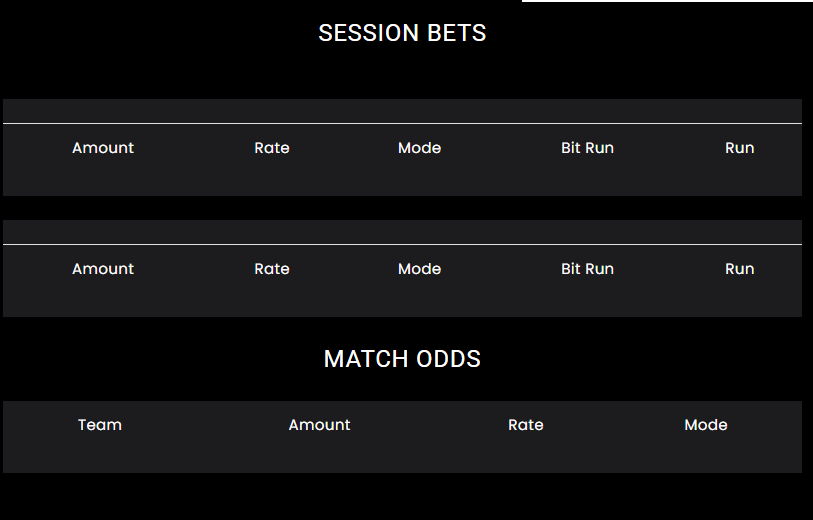 SESSION BETS
Amount Rate Mode Bit Run Run
Amount Rate Mode Bit Run Run
MATCH ODDS
Team Amount Rate Mode